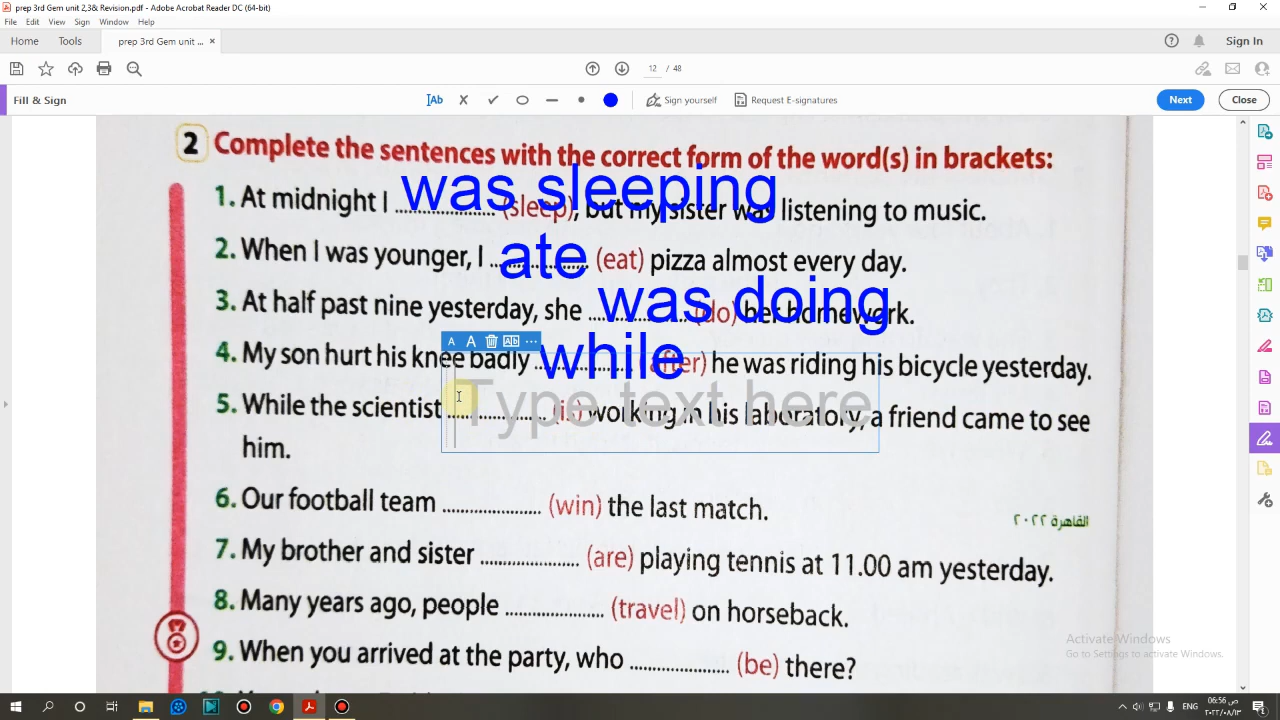 prep 3rd Gem unit 2,3& Revision.pdf - Adobe Acrobat Reader DC (64-bit)
File Edit View Sign Window Help
Home Tools prep 3rd Gem unit ... × Sign In
12 / 48
Fill & Sign Ab Sign yourself Request E-signatures Next Close
2 Complete the sentences with the correct form of the word(s) in brackets:
was sleeping
1. At midnight I .................... (sleep), but my sister was listening to music.
ate
2. When I was younger, I .................... (eat) pizza almost every day.
was doing
3. At half past nine yesterday, she .................... (do) her homework.
while
4. My son hurt his knee badly .................... (after) he was riding his bicycle yesterday.
Type text here
5. While the scientist .................... (is) working in his laboratory, a friend came to see
him.
6. Our football team .................... (win) the last match.
القاهرة ٢٠٢٢
7. My brother and sister .................... (are) playing tennis at 11.00 am yesterday.
8. Many years ago, people .................... (travel) on horseback.
9. When you arrived at the party, who .................... (be) there?
Activate Windows
Go to Settings to activate Windows.
ENG
06:56 ص
٢٠٢٢/٠٨/١٣